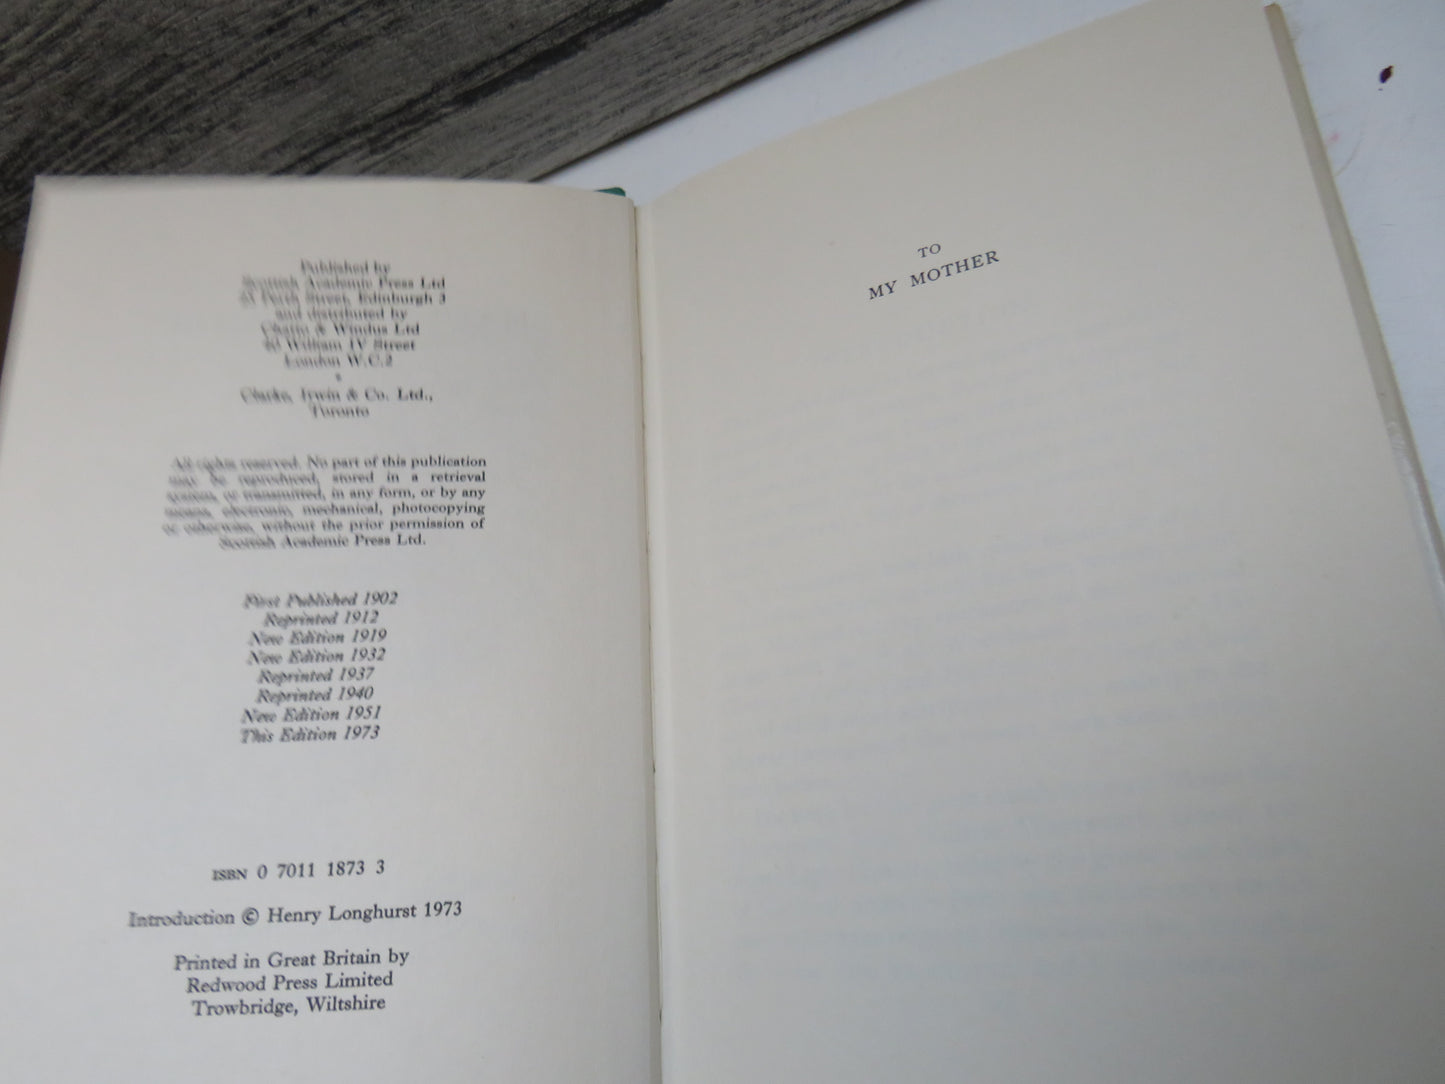 Published by
Scottish Academic Press Ltd
Perth Street, Edinburgh 3
and distributed by
Chatto & Windus Ltd
40 William IV Street
London W.C.2
Clarke, Irwin & Co. Ltd.,
Toronto
All rights reserved. No part of this publication
may be reproduced, stored in a retrieval
system, or transmitted, in any form, or by any
means, electronic, mechanical, photocopying
or otherwise, without the prior permission of
Scottish Academic Press Ltd.
First Published 1902
Reprinted 1912
New Edition 1919
New Edition 1932
Reprinted 1937
Reprinted 1940
New Edition 1951
This Edition 1973
ISBN 0 7011 1873 3
Introduction © Henry Longhurst 1973
Printed in Great Britain by
Redwood Press Limited
Trowbridge, Wiltshire
TO
MY MOTHER